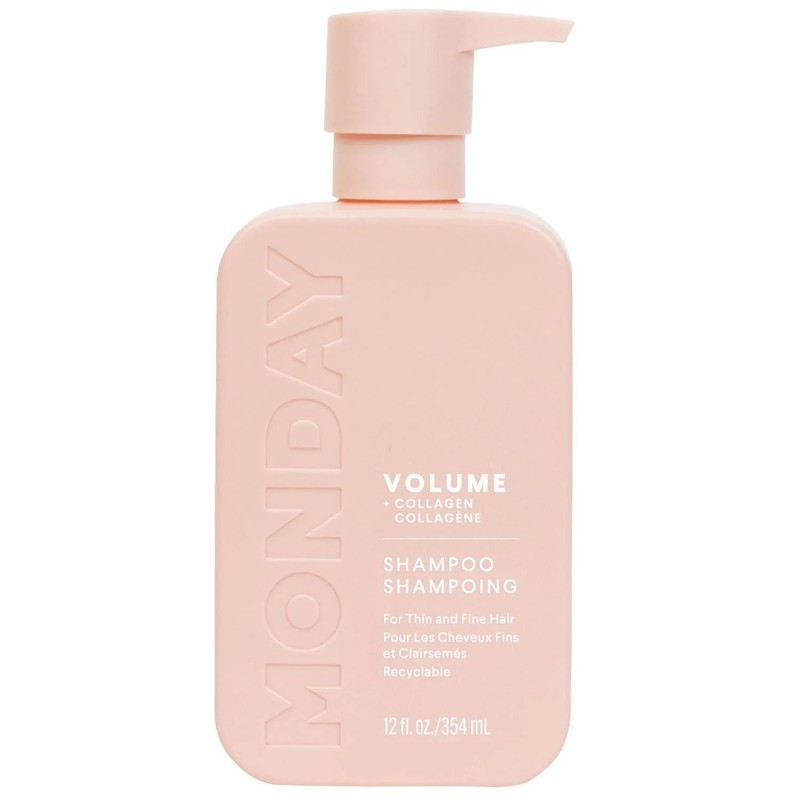 MONDAY
VOLUME
+ COLLAGEN
COLLAGÈNE
SHAMPOO
SHAMPOING
For Thin and Fine Hair
Pour Les Cheveux Fins
et Clairsemés
Recyclable
12 fl. oz./354 mL